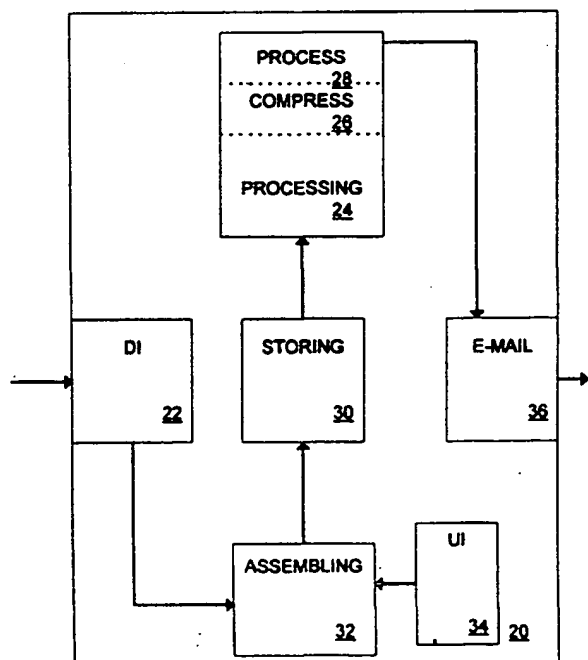 PROCESS
28
COMPRESS
26
PROCESSING
24
DI
22
STORING
30
E-MAIL
36
ASSEMBLING
32
UI
34
20